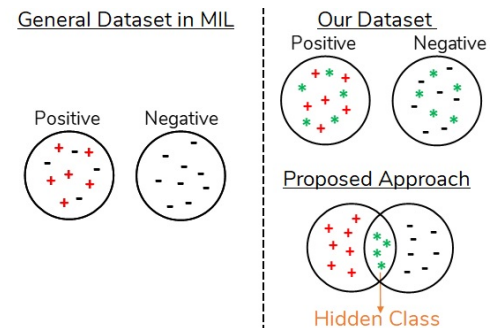 General Dataset in MIL
Positive Negative
Our Dataset
Positive Negative
Proposed Approach
Hidden Class